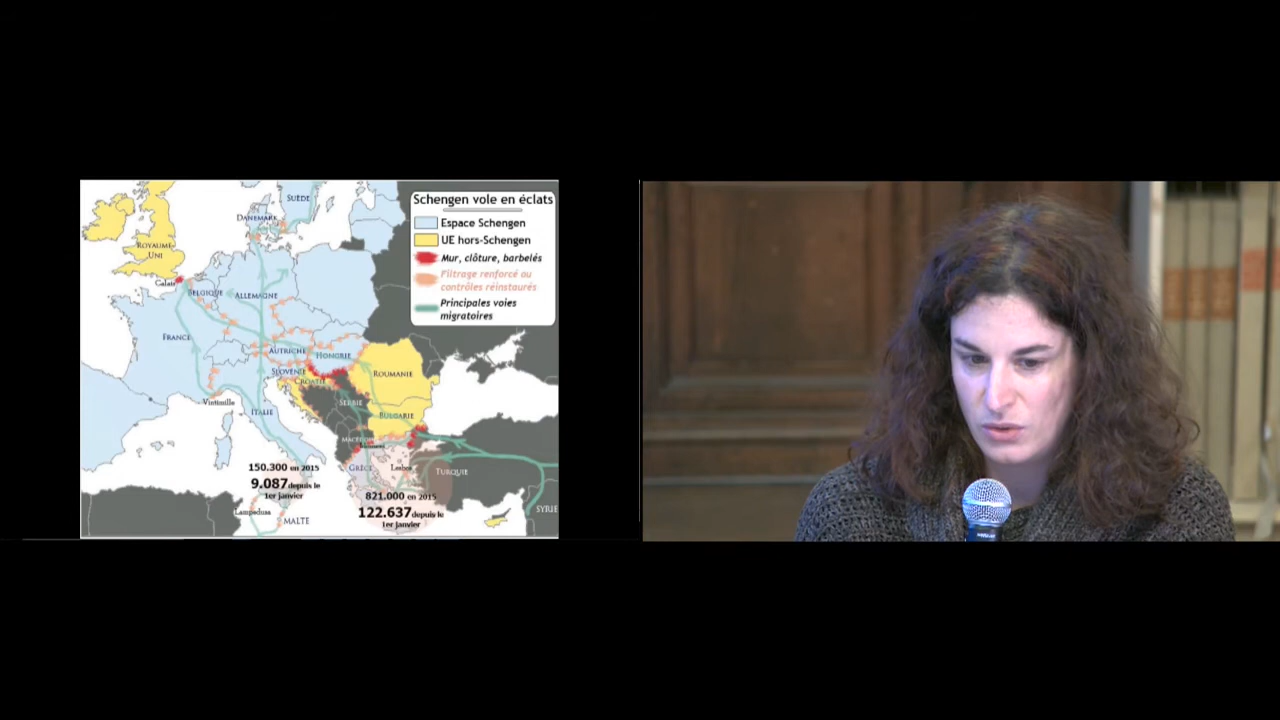 Schengen vole en éclats
Espace Schengen
UE hors-Schengen
Mur, clôture, barbelés
Filtrage renforcé ou
contrôles réinstaurés
Principales voies
migratoires
SUÈDE
DANEMARK
ROYAUME-
UNI
Calais
BELGIQUE
ALLEMAGNE
FRANCE
AUTRICHE
HONGRIE
SLOVÉNIE
CROATIE
ROUMANIE
SERBIE
Vintimille
ITALIE
BULGARIE
GRÈCE
Lesbos
TURQUIE
150.300 en 2015
9.087 depuis le
1er janvier
821.000 en 2015
122.637 depuis le
1er janvier
Lampedusa
MALTE
SYRIE